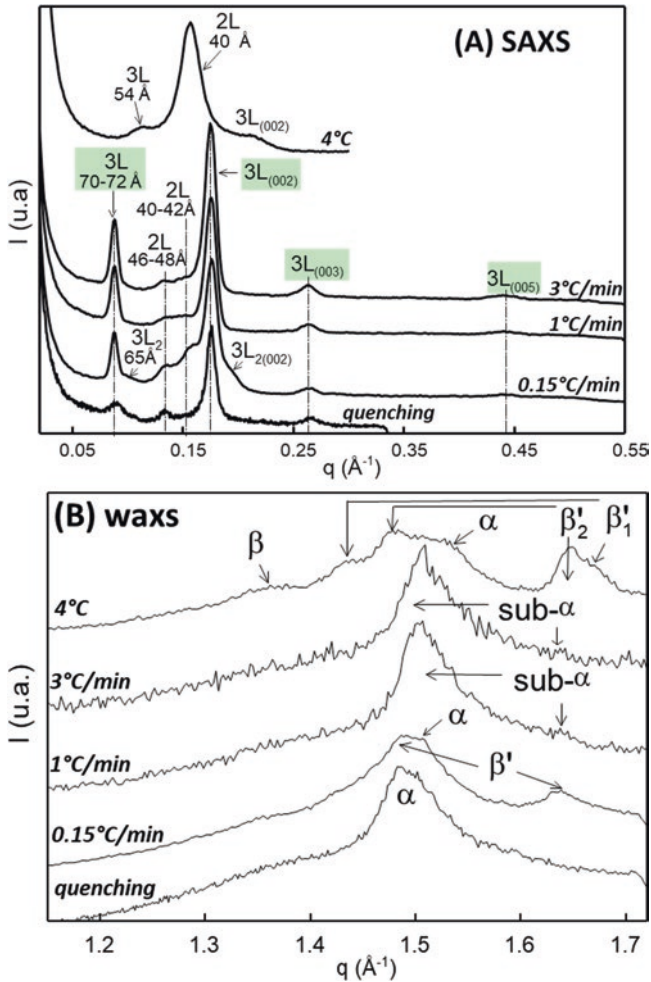 (A) SAXS
2L
40 Å
3L
54 Å
3L(002)
4°C
3L
70-72 Å
3L(002)
2L
40-42Å
2L
46-48Å
3L(003)
3L(005)
3°C/min
1°C/min
3L2
65Å
3L2(002)
0.15°C/min
quenching
I (u.a)
0.05 0.15 0.25 0.35 0.45 0.55
q (Å-1)
(B) waxs
β
α
β'2
β'1
4°C
sub-α
3°C/min
sub-α
1°C/min
α
β'
0.15°C/min
α
quenching
I (u.a.)
1.2 1.3 1.4 1.5 1.6 1.7
q (Å-1)